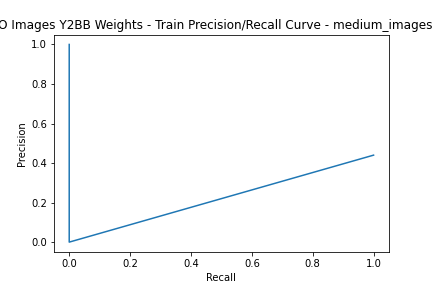 O Images Y2BB Weights - Train Precision/Recall Curve - medium_images
1.0
0.8
0.6
0.4
0.2
0.0
Precision
0.0 0.2 0.4 0.6 0.8 1.0
Recall